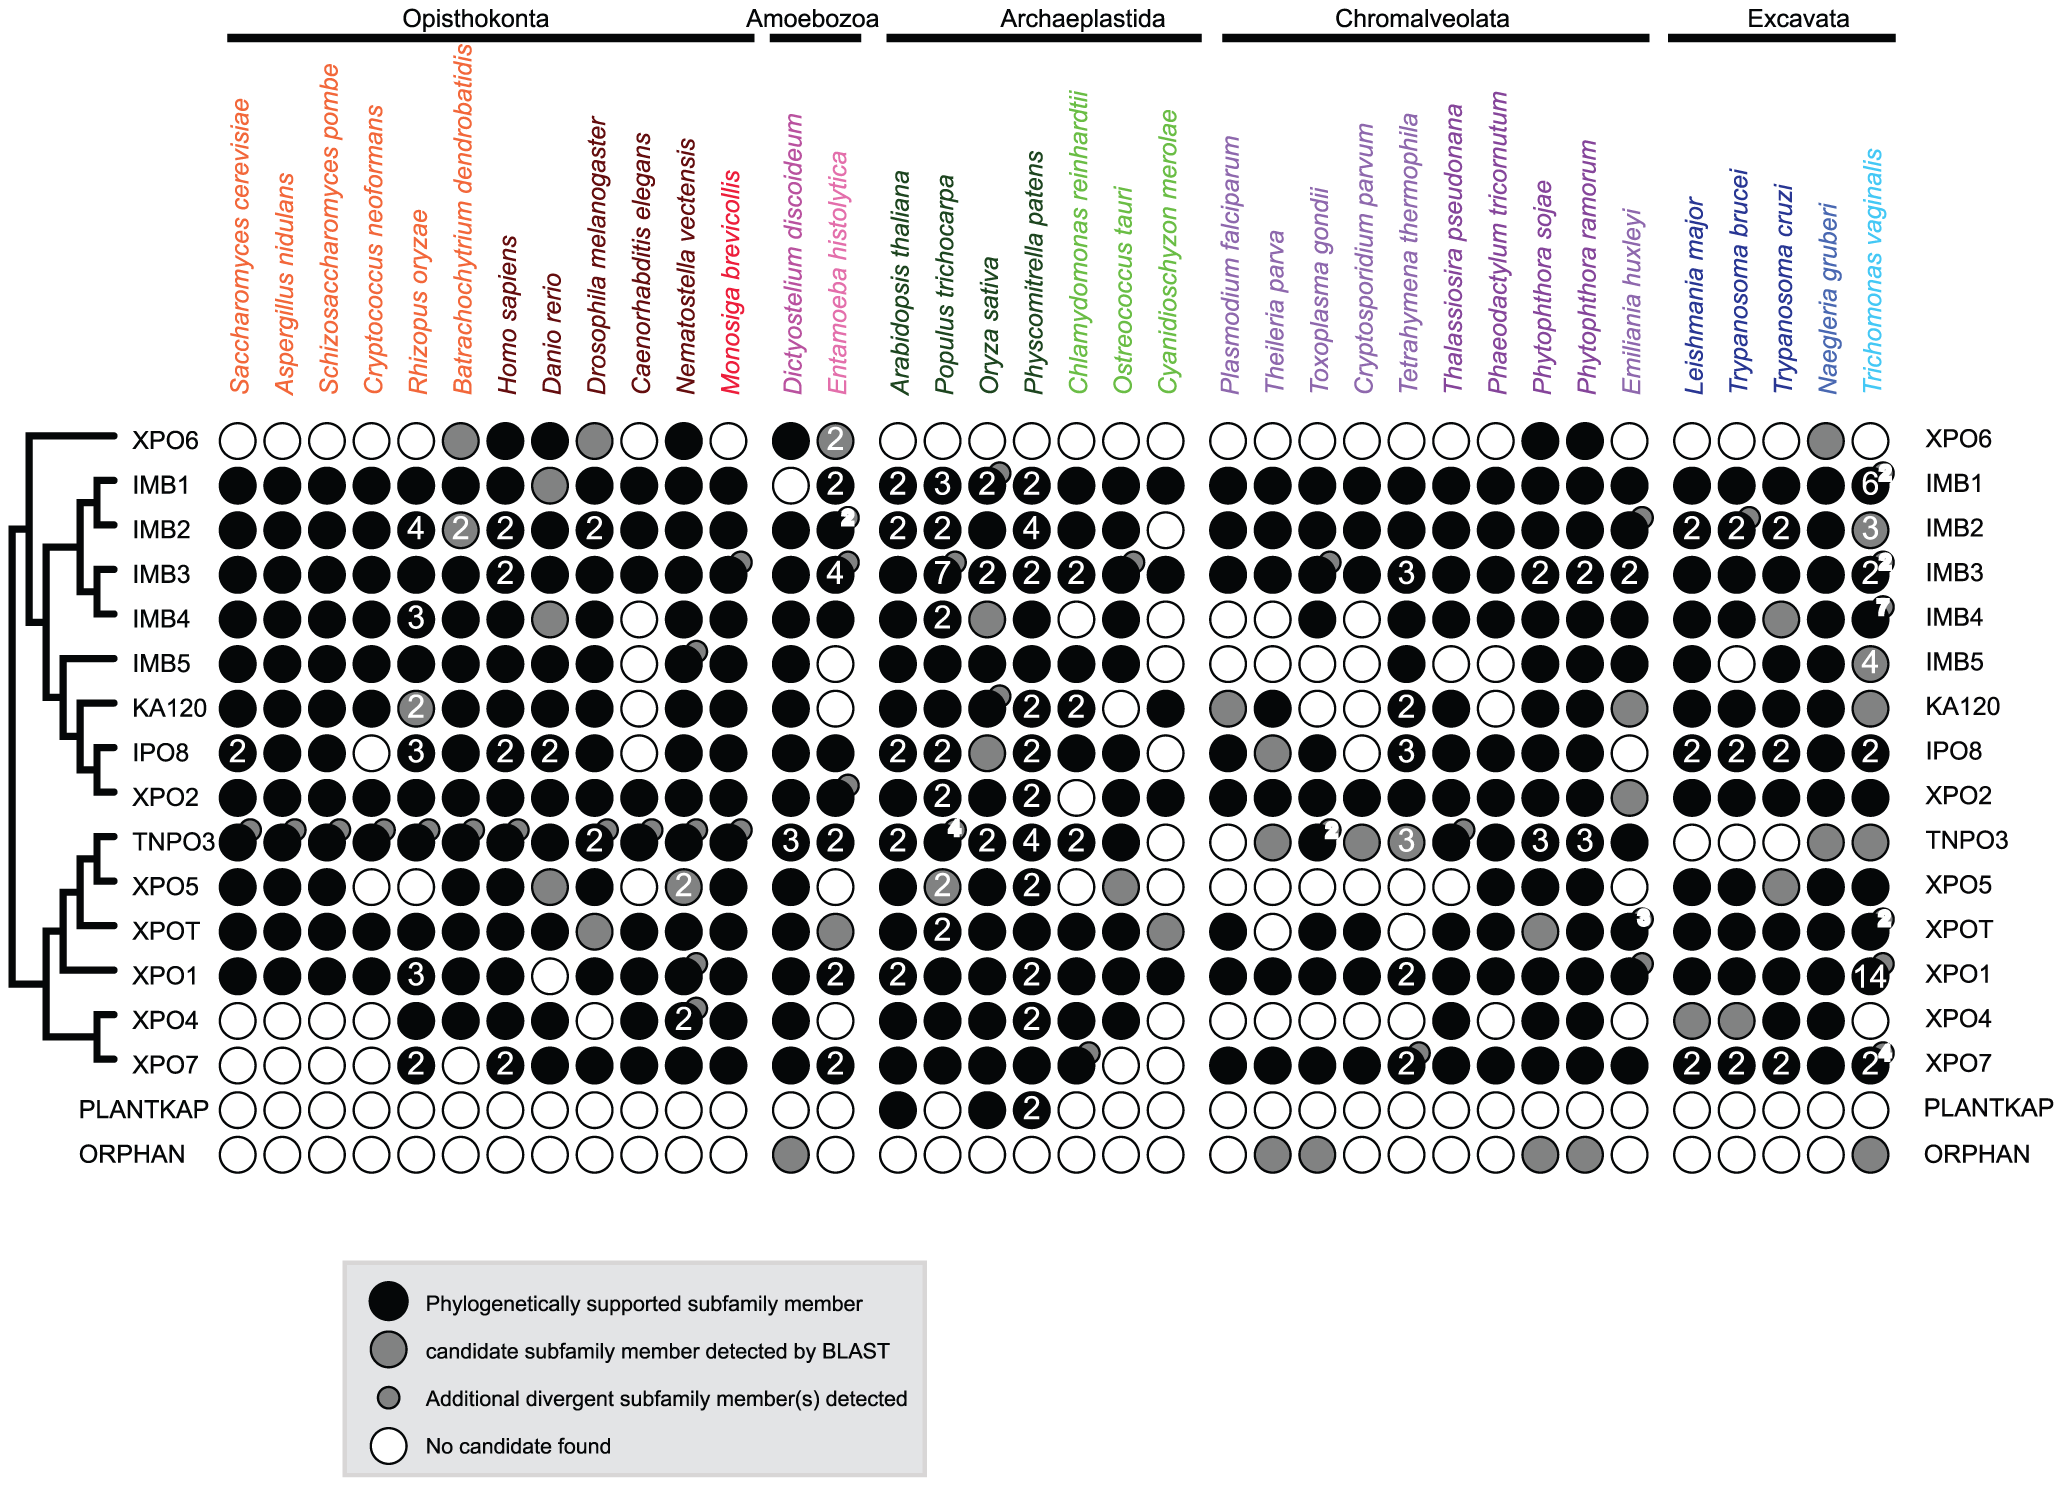 Opisthokonta Amoebozoa Archaeplastida Chromalveolata Excavata
Saccharomyces cerevisiae
Aspergillus nidulans
Schizosaccharomyces pombe
Cryptococcus neoformans
Rhizopus oryzae
Batrachochytrium dendrobatidis
Homo sapiens
Danio rerio
Drosophila melanogaster
Caenorhabditis elegans
Nematostella vectensis
Monosiga brevicollis
Dictyostelium discoideum
Entamoeba histolytica
Arabidopsis thaliana
Populus trichocarpa
Oryza sativa
Physcomitrella patens
Chlamydomonas reinhardtii
Ostreococcus tauri
Cyanidioschyzon merolae
Plasmodium falciparum
Theileria parva
Toxoplasma gondii
Cryptosporidium parvum
Tetrahymena thermophila
Thalassiosira pseudonana
Phaeodactylum tricornutum
Phytophthora sojae
Phytophthora ramorum
Emiliania huxleyi
Leishmania major
Trypanosoma brucei
Trypanosoma cruzi
Naegleria gruberi
Trichomonas vaginalis
XPO6 2 XPO6
IMB1 2 2 3 2 2 6 2 IMB1
IMB2 4 2 2 2 2 2 2 4 2 2 2 3 IMB2
IMB3 2 4 7 2 2 2 3 2 2 2 2 2 IMB3
IMB4 3 2 7 IMB4
IMB5 4 IMB5
KA120 2 2 2 2 KA120
IPO8 2 3 2 2 2 2 2 3 2 2 2 2 IPO8
XPO2 2 2 XPO2
TNPO3 2 3 2 2 4 2 4 2 2 3 3 3 TNPO3
XPO5 2 2 2 XPO5
XPOT 2 3 2 XPOT
XPO1 3 2 2 2 2 14 XPO1
XPO4 2 2 XPO4
XPO7 2 2 2 2 2 2 2 2 4 XPO7
PLANTKAP 2 PLANTKAP
ORPHAN ORPHAN
Phylogenetically supported subfamily member
candidate subfamily member detected by BLAST
Additional divergent subfamily member(s) detected
No candidate found